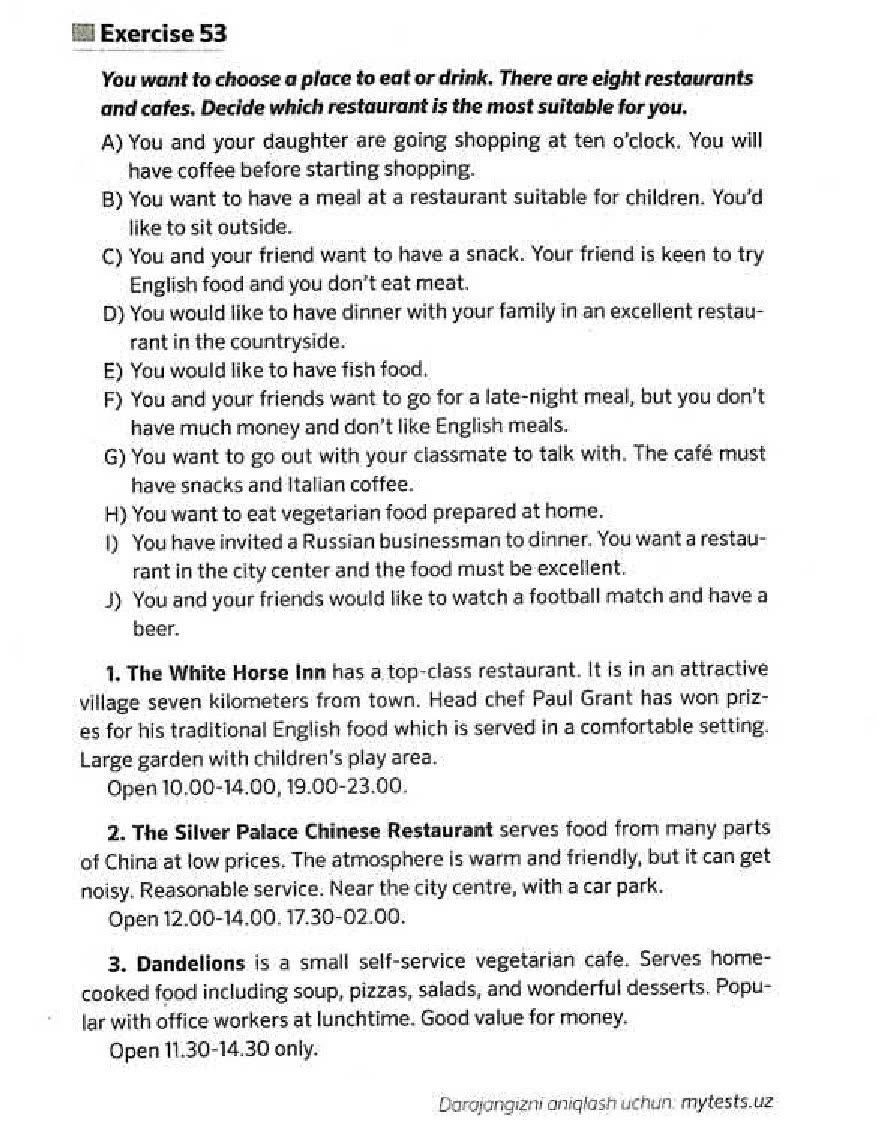 Exercise 53
You want to choose a place to eat or drink. There are eight restaurants
and cafes. Decide which restaurant is the most suitable for you.
A) You and your daughter are going shopping at ten o'clock. You will
have coffee before starting shopping.
B) You want to have a meal at a restaurant suitable for children. You'd
like to sit outside.
C) You and your friend want to have a snack. Your friend is keen to try
English food and you don't eat meat.
D) You would like to have dinner with your family in an excellent restau-
rant in the countryside.
E) You would like to have fish food.
F) You and your friends want to go for a late-night meal, but you don't
have much money and don't like English meals.
G) You want to go out with your classmate to talk with. The café must
have snacks and Italian coffee.
H) You want to eat vegetarian food prepared at home.
I) You have invited a Russian businessman to dinner. You want a restau-
rant in the city center and the food must be excellent.
J) You and your friends would like to watch a football match and have a
beer.
1. The White Horse Inn has a top-class restaurant. It is in an attractive
village seven kilometers from town. Head chef Paul Grant has won priz-
es for his traditional English food which is served in a comfortable setting.
Large garden with children's play area.
Open 10.00-14.00, 19.00-23.00.
2. The Silver Palace Chinese Restaurant serves food from many parts
of China at low prices. The atmosphere is warm and friendly, but it can get
noisy. Reasonable service. Near the city centre, with a car park.
Open 12.00-14.00. 17.30-02.00.
3. Dandelions is a small self-service vegetarian cafe. Serves home-
cooked food including soup, pizzas, salads, and wonderful desserts. Popu-
lar with office workers at lunchtime. Good value for money.
Open 11.30-14.30 only.
Darajangizni aniqlash uchun: mytests.uz